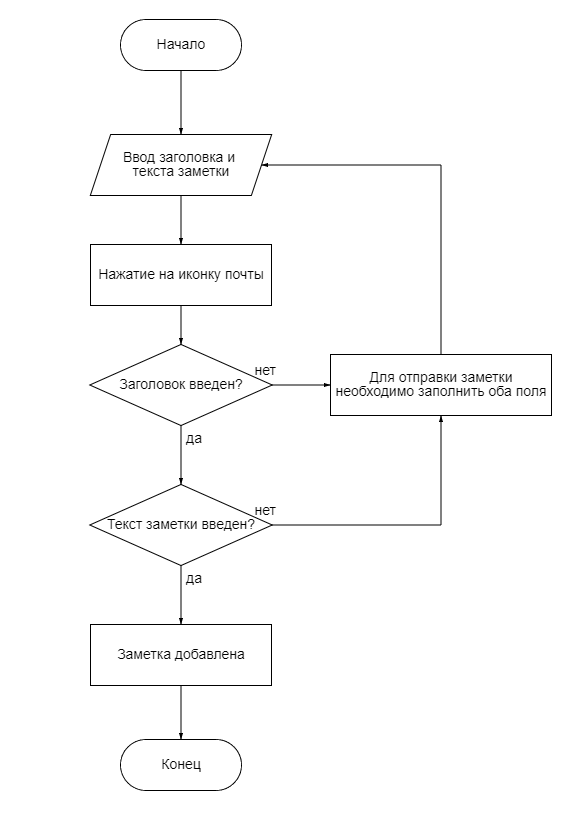 Начало
Ввод заголовка и
текста заметки
Нажатие на иконку почты
Заголовок введен?
нет
Для отправки заметки
необходимо заполнить оба поля
да
Текст заметки введен?
нет
да
Заметка добавлена
Конец